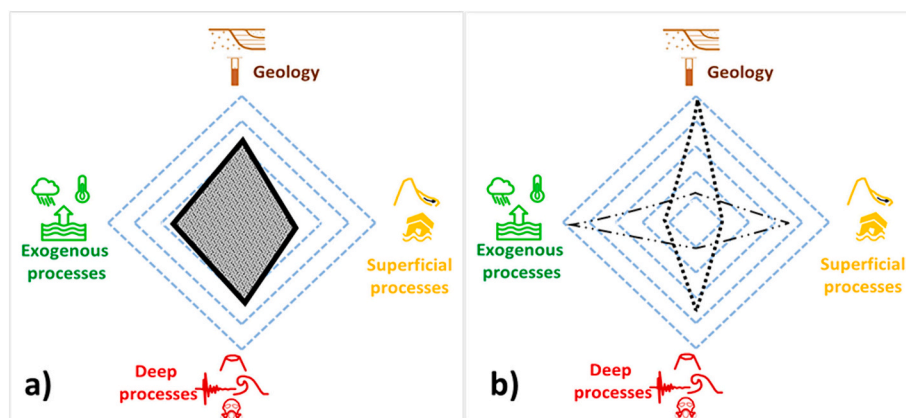 Geology
Exogenous
processes
Superficial
processes
Deep
processes
a)
Geology
Exogenous
processes
Superficial
processes
Deep
processes
b)